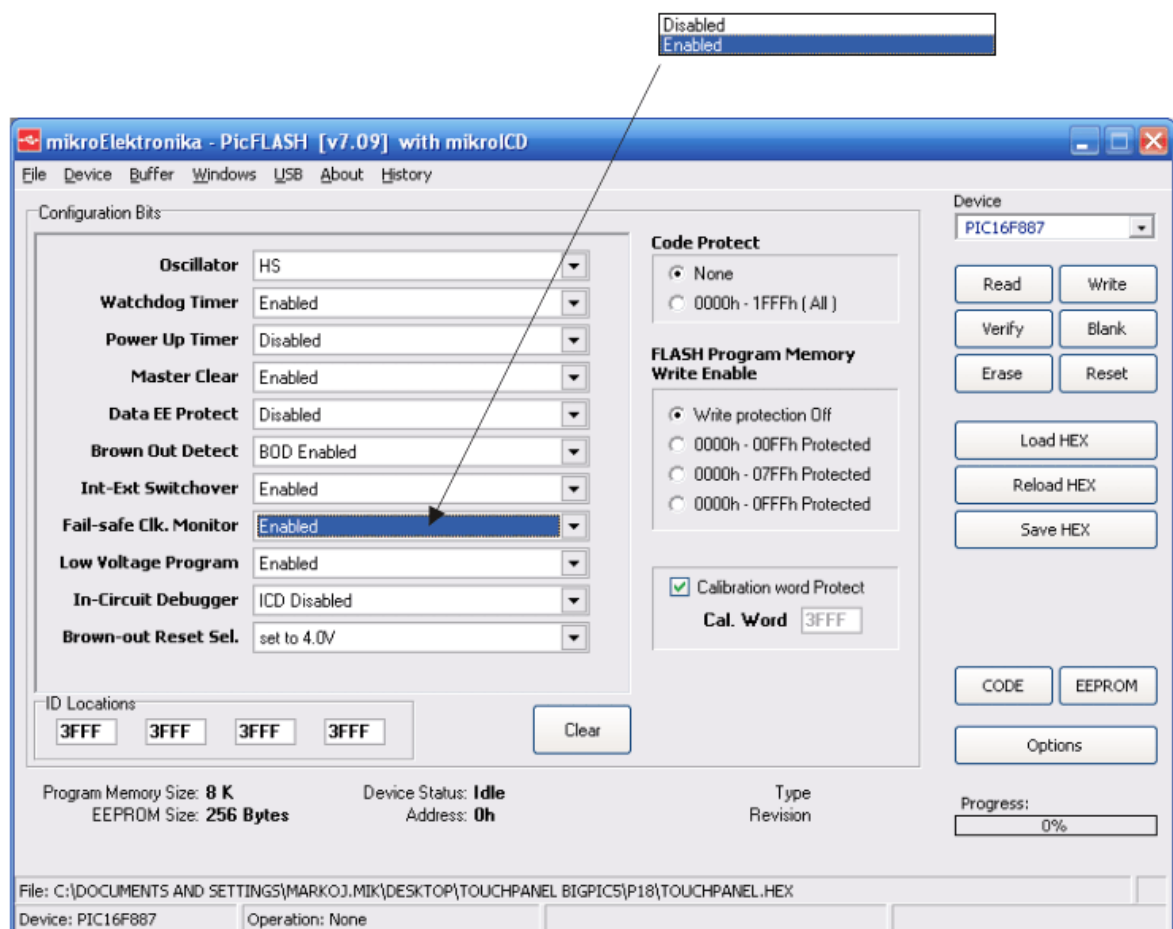 Disabled
Enabled
mikroElektronika - PicFLASH [v7.09] with mikroICD
File Device Buffer Windows USB About History
Configuration Bits
Oscillator HS
Watchdog Timer Enabled
Power Up Timer Disabled
Master Clear Enabled
Data EE Protect Disabled
Brown Out Detect BOD Enabled
Int-Ext Switchover Enabled
Fail-safe Clk. Monitor Enabled
Low Voltage Program Enabled
In-Circuit Debugger ICD Disabled
Brown-out Reset Sel. set to 4.0V
ID Locations
3FFF 3FFF 3FFF 3FFF
Clear
Code Protect
None
0000h - 1FFFh ( All )
FLASH Program Memory
Write Enable
Write protection Off
0000h - 00FFh Protected
0000h - 07FFh Protected
0000h - 0FFFh Protected
Calibration word Protect
Cal. Word 3FFF
Device
PIC16F887
Read Write
Verify Blank
Erase Reset
Load HEX
Reload HEX
Save HEX
CODE EEPROM
Options
Program Memory Size: 8 K Device Status: Idle Type
EEPROM Size: 256 Bytes Address: 0h Revision
Progress:
0%
File: C:\DOCUMENTS AND SETTINGS\MARKOJ.MIK\DESKTOP\TOUCHPANEL BIGPIC5\P18\TOUCHPANEL.HEX
Device: PIC16F887 Operation: None